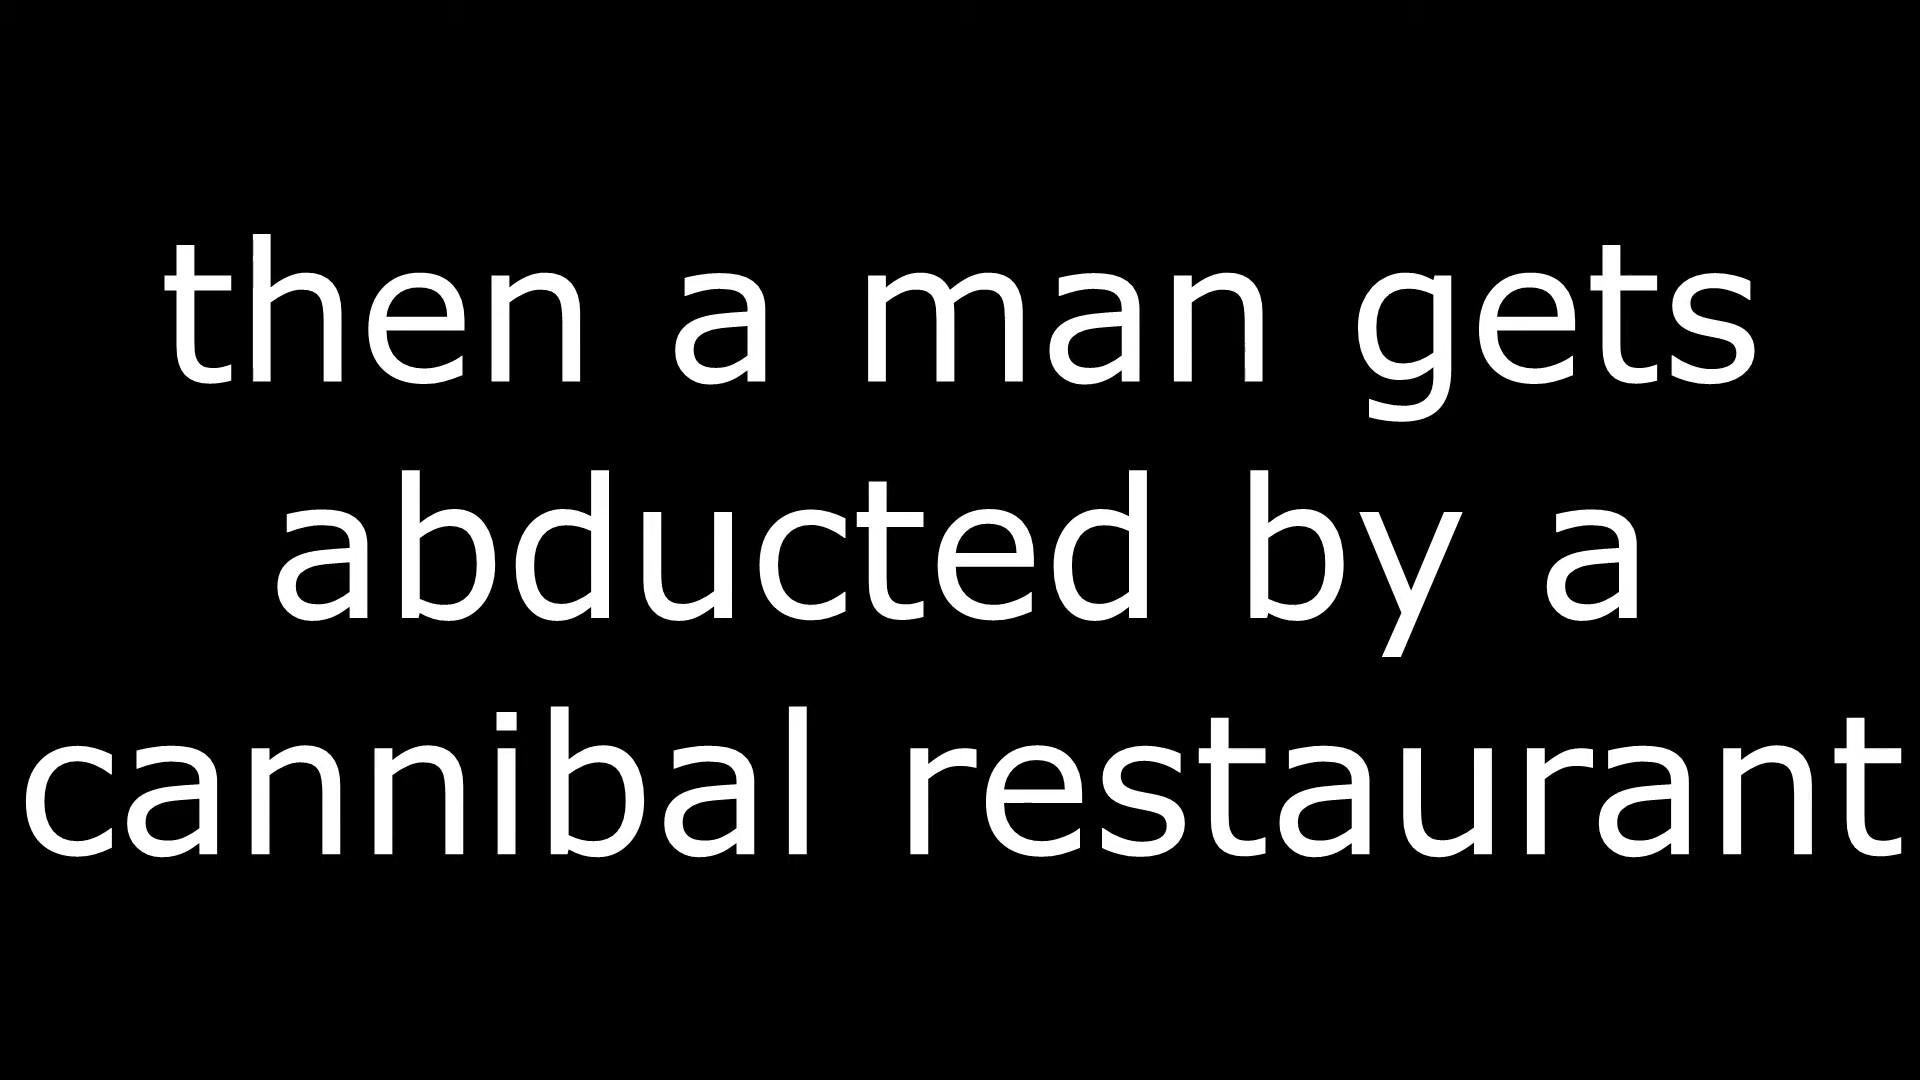 then a man gets
abducted by a
cannibal restaurant